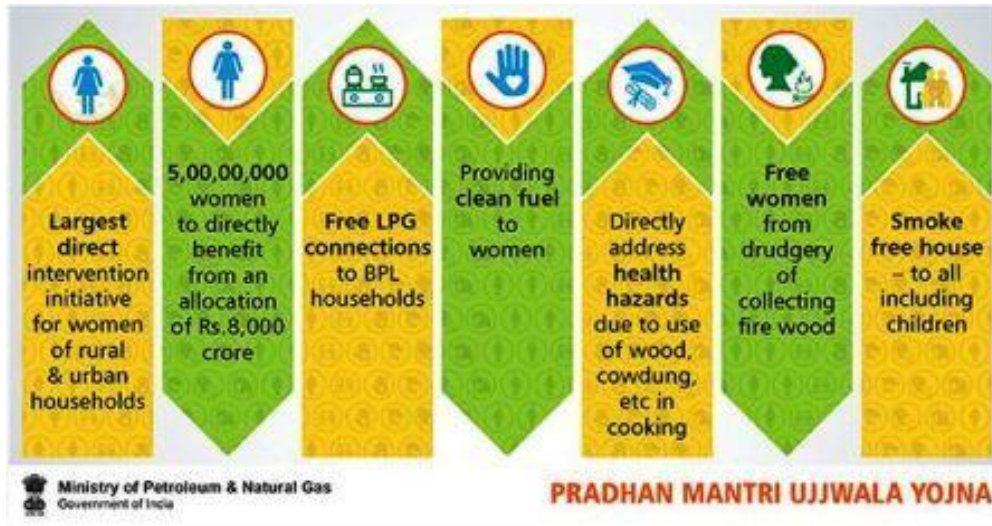 Largest
direct
intervention
initiative
for women
of rural
& urban
households
5,00,00,000
women
to directly
benefit
from an
allocation
of Rs.8,000
crore
Free LPG
connections
to BPL
households
Providing
clean fuel
to
women
Directly
address
health
hazards
due to use
of wood,
cowdung,
etc in
cooking
Free
women
from
drudgery
of
collecting
fire wood
Smoke
free house
– to all
including
children
Ministry of Petroleum & Natural Gas
Government of India
PRADHAN MANTRI UJJWALA YOJNA